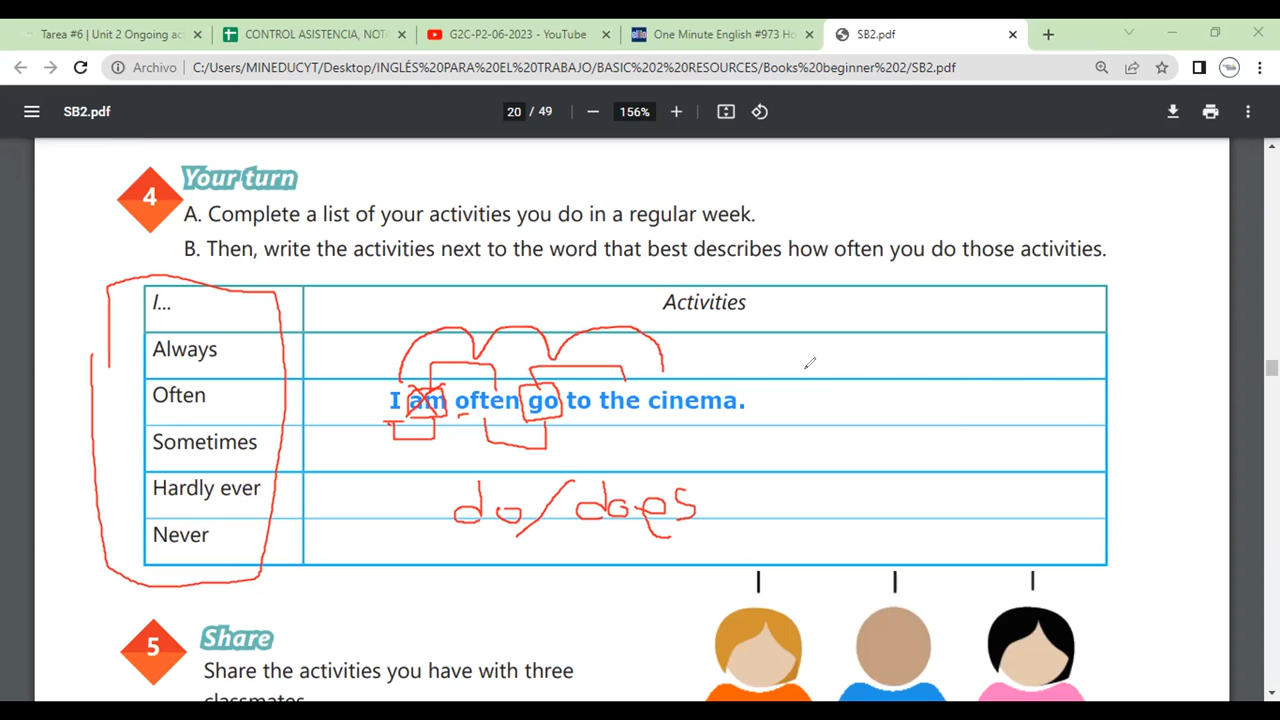 Tarea #6 | Unit 2 Ongoing act
CONTROL ASISTENCIA, NOT
G2C-P2-06-2023 - YouTube
One Minute English #973 Ho
SB2.pdf
Archivo
C:/Users/MINEDUCYT/Desktop/INGLÉS%20PARA%20EL%20TRABAJO/BASIC%202%20RESOURCES/Books%20beginner%202/SB2.pdf
SB2.pdf
20 / 49
156%
4
Your turn
A. Complete a list of your activities you do in a regular week.
B. Then, write the activities next to the word that best describes how often you do those activities.
I...
Activities
Always
Often
I am often go to the cinema.
Sometimes
Hardly ever
do/does
Never
5
Share
Share the activities you have with three
classmates